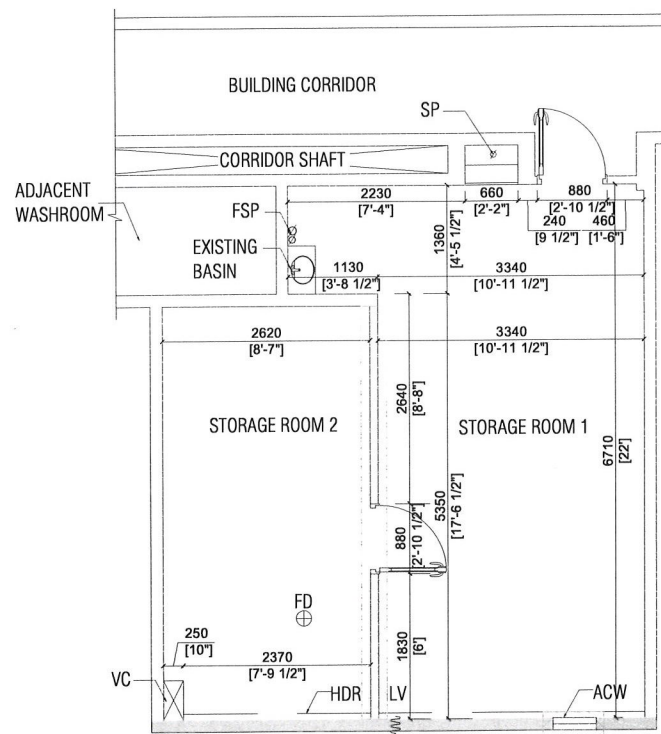 BUILDING CORRIDOR
SP
CORRIDOR SHAFT
ADJACENT
WASHROOM
FSP
EXISTING
BASIN
2230
[7'-4"]
660
[2'-2"]
880
[2'-10 1/2"]
240
[9 1/2"]
460
[1'-6"]
1360
[4'-5 1/2"]
1130
[3'-8 1/2"]
3340
[10'-11 1/2"]
2620
[8'-7"]
3340
[10'-11 1/2"]
2640
[8'-8"]
STORAGE ROOM 2
STORAGE ROOM 1
6710
[22']
5350
[17'-6 1/2"]
880
[2'-10 1/2"]
FD
1830
[6']
250
[10"]
2370
[7'-9 1/2"]
VC
HDR
LV
ACW